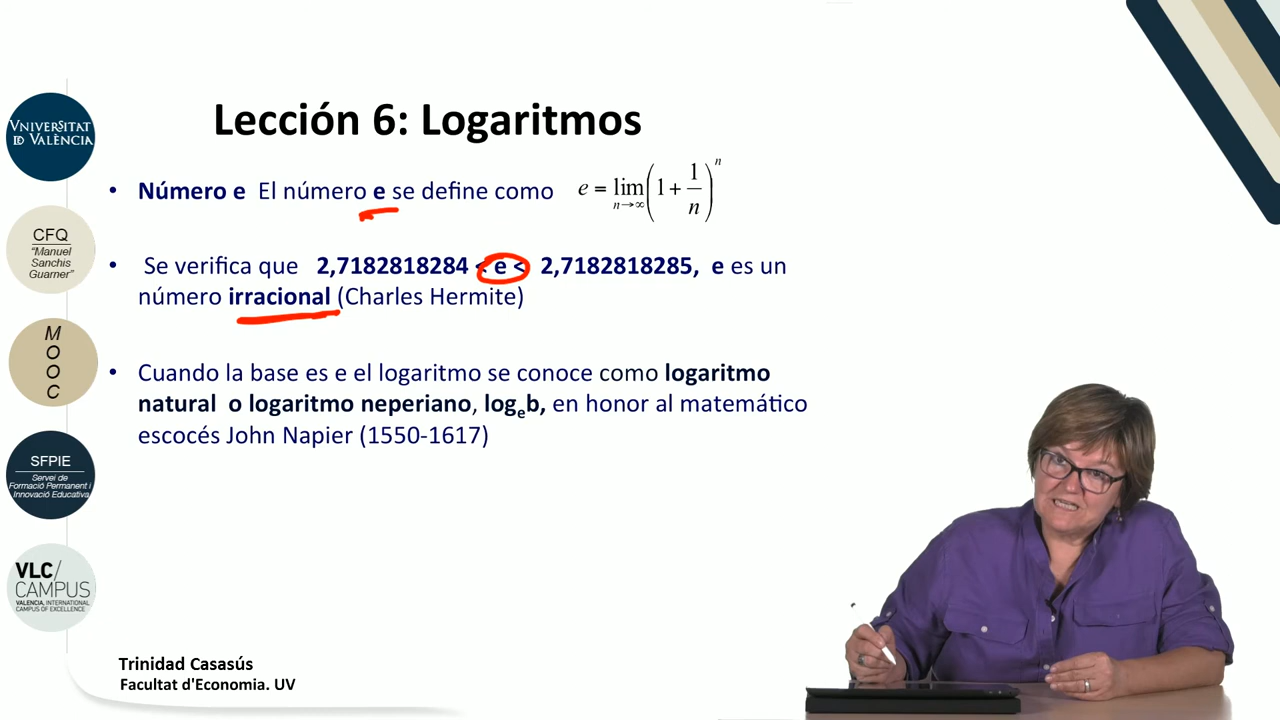 Lección 6: Logaritmos
VNIVERSITAT
DE VALÈNCIA
• Número e El número e se define como e = lim n→∞ (1 + 1/n)^n
CFQ
"Manuel
Sanchis
Guarner"
• Se verifica que 2,7182818284 < e < 2,7182818285, e es un
número irracional (Charles Hermite)
M
O
O
C
• Cuando la base es e el logaritmo se conoce como logaritmo
natural o logaritmo neperiano, logeb, en honor al matemático
escocés John Napier (1550-1617)
SFPIE
Servei de
Formació Permanent i
Innovació Educativa
VLC/
CAMPUS
VALENCIA, INTERNATIONAL
CAMPUS OF EXCELLENCE
Trinidad Casasús
Facultat d'Economia. UV